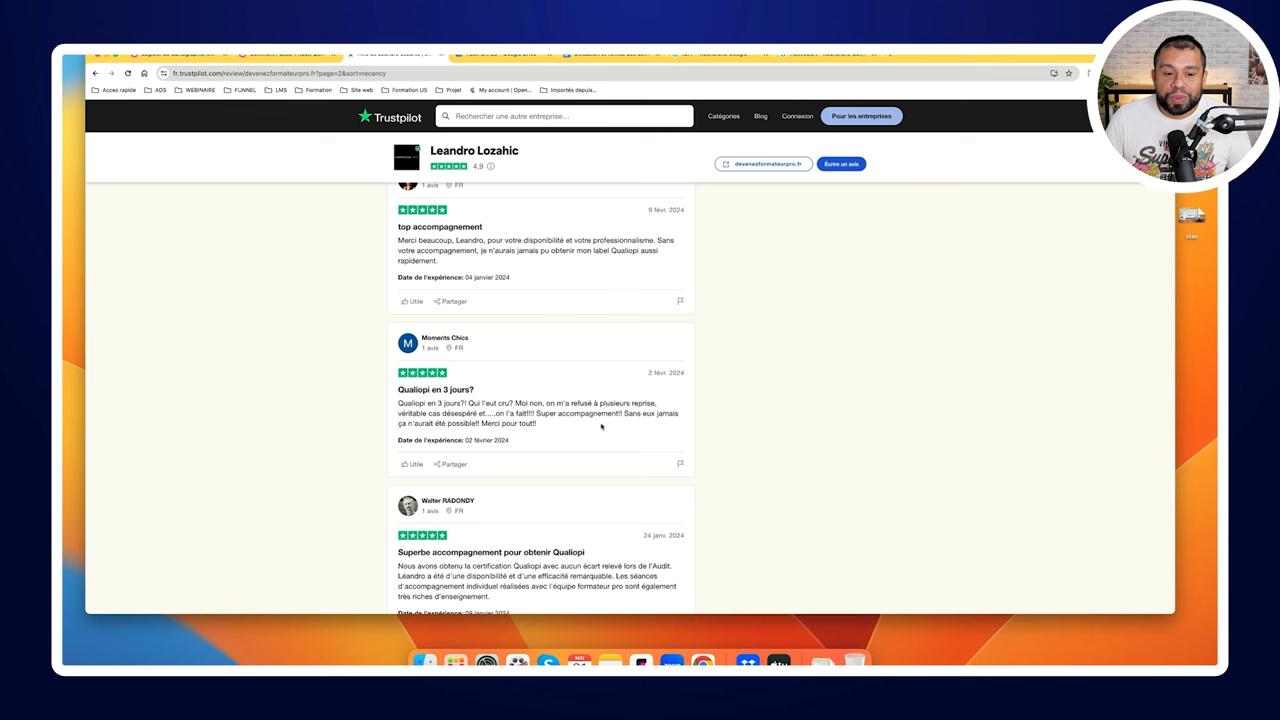 fr.trustpilot.com/review/devenezformateurpro.fr?page=2&sort=recency
Acces rapide ADS WEBINAIRE FUNNEL LMS Formation Site web Formation US Projet My account | Open... Importés depuis...
Trustpilot Rechercher une autre entreprise... Catégories Blog Connexion Pour les entreprises
Leandro Lozahic
4,9 devenezformateurpro.fr Écrire un avis
1 avis FR
9 févr. 2024
top accompagnement
Merci beaucoup, Leandro, pour votre disponibilité et votre professionnalisme. Sans
votre accompagnement, je n'aurais jamais pu obtenir mon label Qualiopi aussi
rapidement.
Date de l'expérience: 04 janvier 2024
Utile Partager
M Moments Chics
1 avis FR
2 févr. 2024
Qualiopi en 3 jours?
Qualiopi en 3 jours?! Qui l'eut cru? Moi non, on m'a refusé à plusieurs reprise,
véritable cas désespéré et.....on l'a fait!!!! Super accompagnement!! Sans eux jamais
ça n'aurait été possible!! Merci pour tout!!
Date de l'expérience: 02 février 2024
Utile Partager
Walter RADONDY
1 avis FR
24 janv. 2024
Superbe accompagnement pour obtenir Qualiopi
Nous avons obtenu la certification Qualiopi avec aucun écart relevé lors de l'Audit.
Léandro a été d'une disponibilité et d'une efficacité remarquable. Les séances
d'accompagnement individuel réalisées avec l'équipe formateur pro sont également
très riches d'enseignement.
Date de l'expérience: 09 janvier 2024
stan
MAI